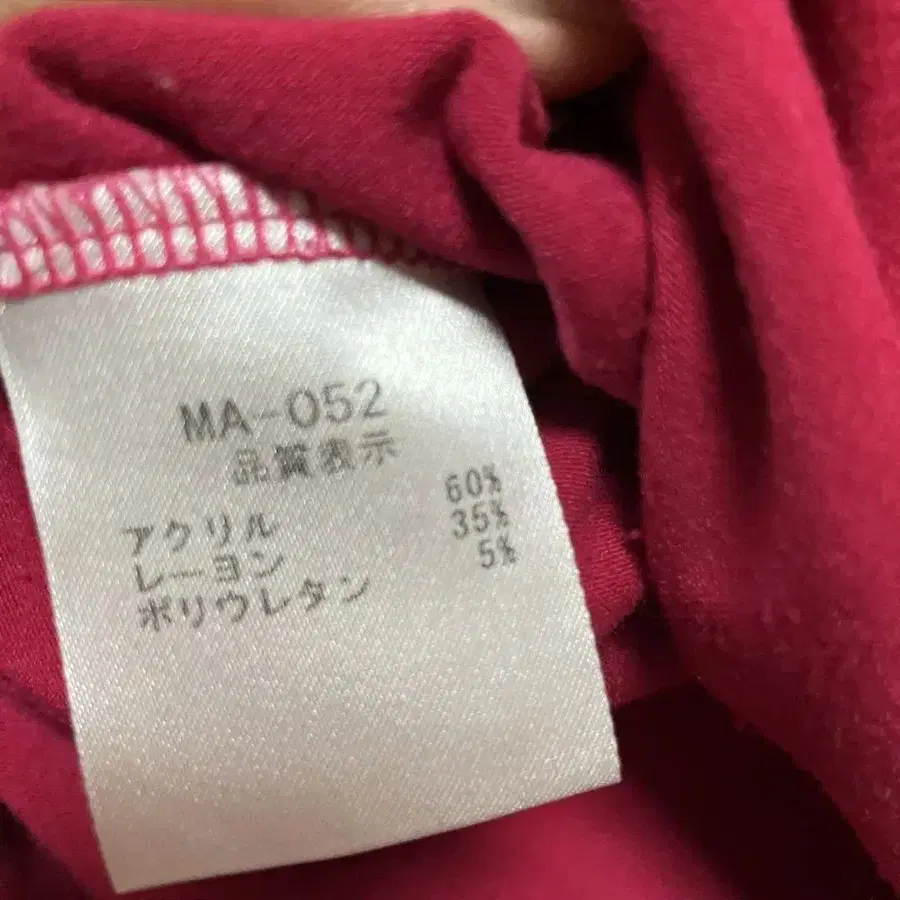 MA-052
品質表示
アクリル 60%
レーヨン 35%
ポリウレタン 5%